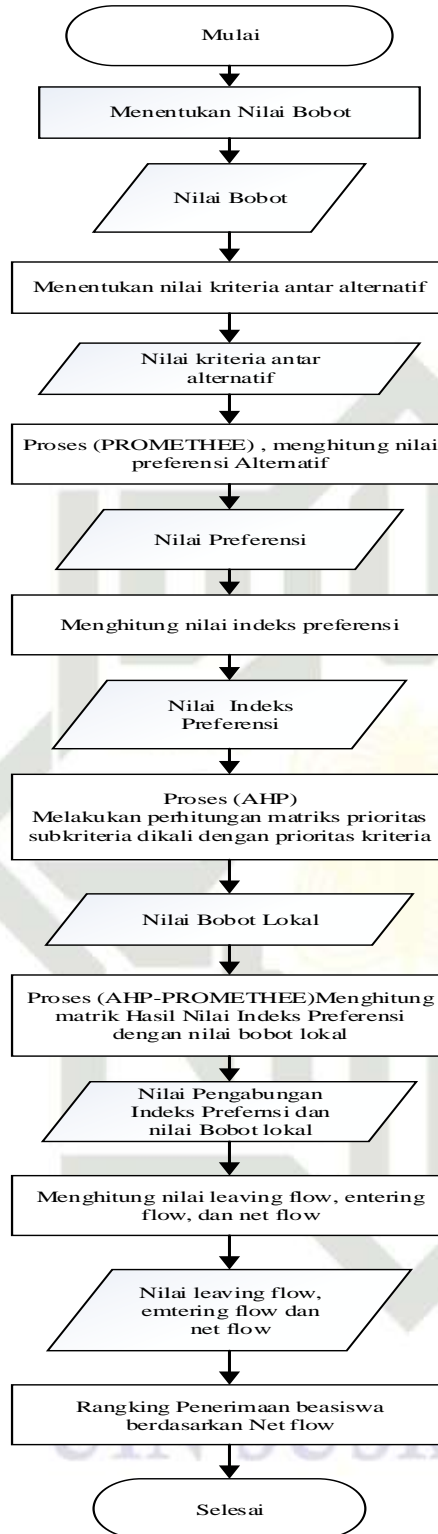 Mulai
Menentukan Nilai Bobot
Nilai Bobot
Menentukan nilai kriteria antar alternatif
Nilai kriteria antar
alternatif
Proses (PROMETHEE) , menghitung nilai
preferensi Alternatif
Nilai Preferensi
Menghitung nilai indeks preferensi
Nilai Indeks
Preferensi
Proses (AHP)
Melakukan perhitungan matriks prioritas
subkriteria dikali dengan prioritas kriteria
Nilai Bobot Lokal
Proses (AHP-PROMETHEE)Menghitung
matrik Hasil Nilai Indeks Preferensi
dengan nilai bobot lokal
Nilai Pengabungan
Indeks Prefernsi dan
nilai Bobot lokal
Menghitung nilai leaving flow, entering
flow, dan net flow
Nilai leaving flow,
emtering flow dan
net flow
Rangking Penerimaan beasiswa
berdasarkan Net flow
Selesai